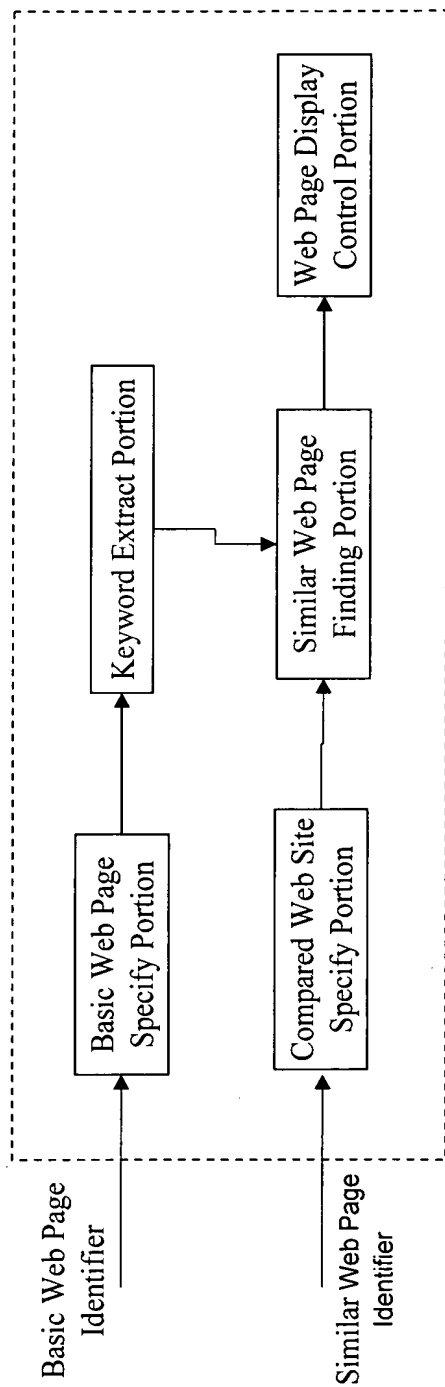 Basic Web Page
Identifier
Basic Web Page
Specify Portion
Keyword Extract Portion
Similar Web Page
Identifier
Compared Web Site
Specify Portion
Similar Web Page
Finding Portion
Web Page Display
Control Portion